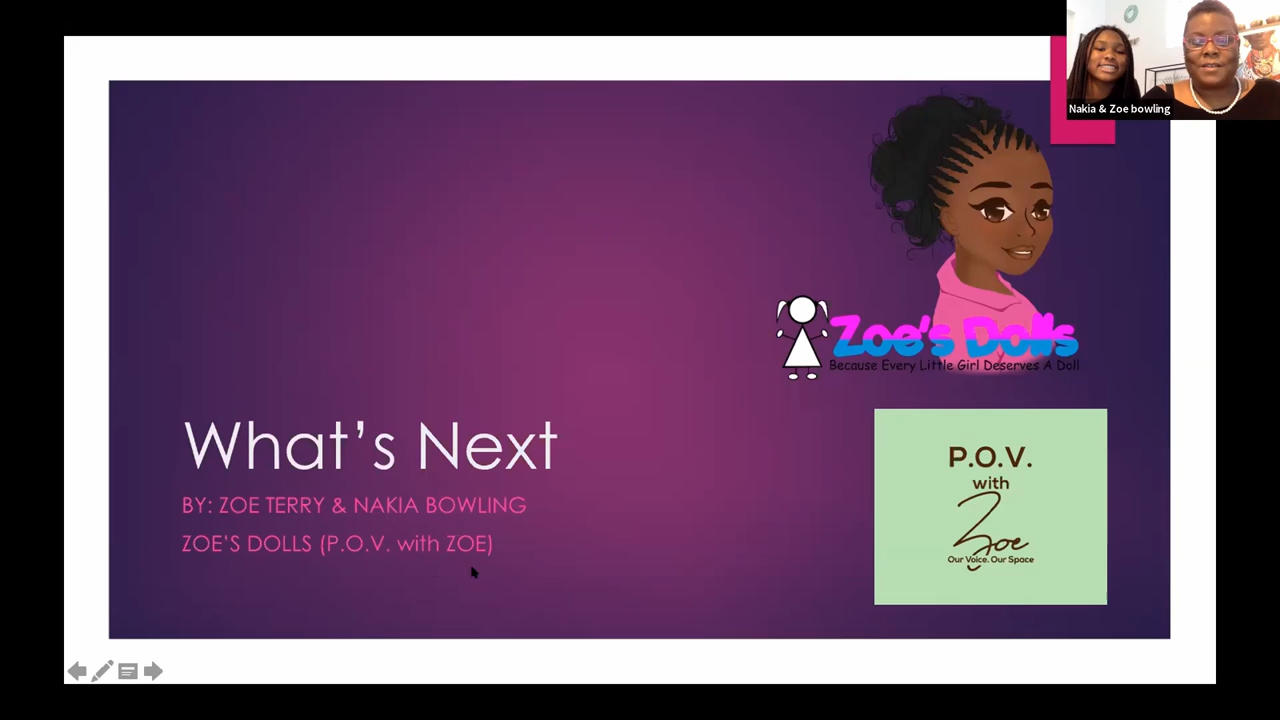 Nakia & Zoe bowling
Zoe's Dolls
Because Every Little Girl Deserves A Doll
What's Next
BY: ZOE TERRY & NAKIA BOWLING
ZOE'S DOLLS (P.O.V. with ZOE)
P.O.V.
with
Zoe
Our Voice. Our Space